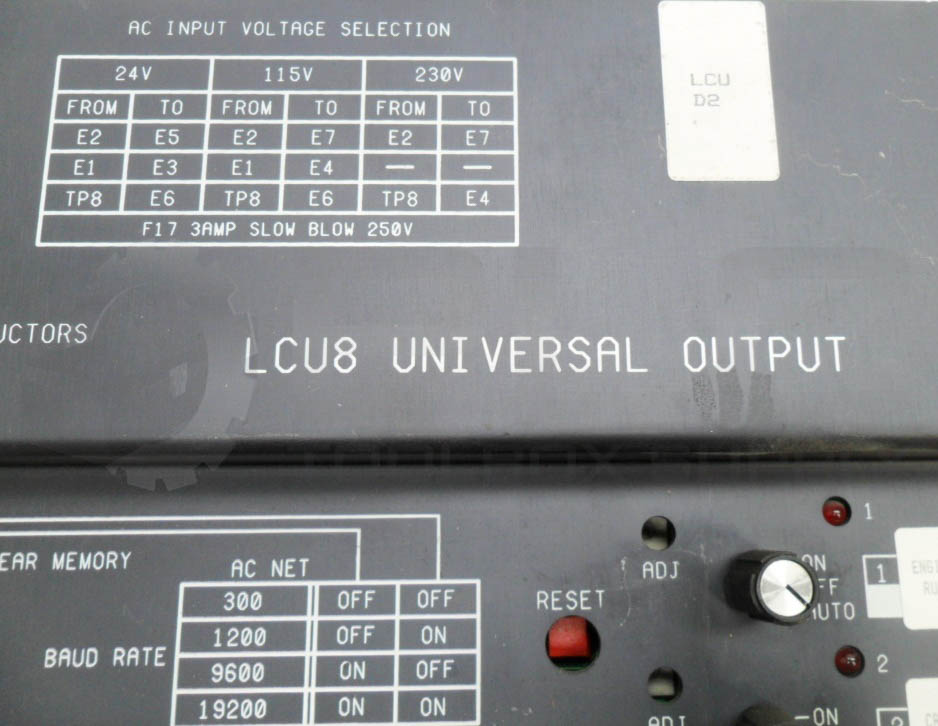 AC INPUT VOLTAGE SELECTION
24V 115V 230V
FROM TO FROM TO FROM TO
E2 E5 E2 E7 E2 E7
E1 E3 E1 E4 — —
TP8 E6 TP8 E6 TP8 E4
F17 3AMP SLOW BLOW 250V
LCU
D2
UCTORS
LCU8 UNIVERSAL OUTPUT
EAR MEMORY
AC NET
300 OFF OFF
1200 OFF ON
9600 ON OFF
19200 ON ON
BAUD RATE
RESET
ADJ
1
ON
FF
AUTO
1
ENGI
RU
2
ADJ
-ON